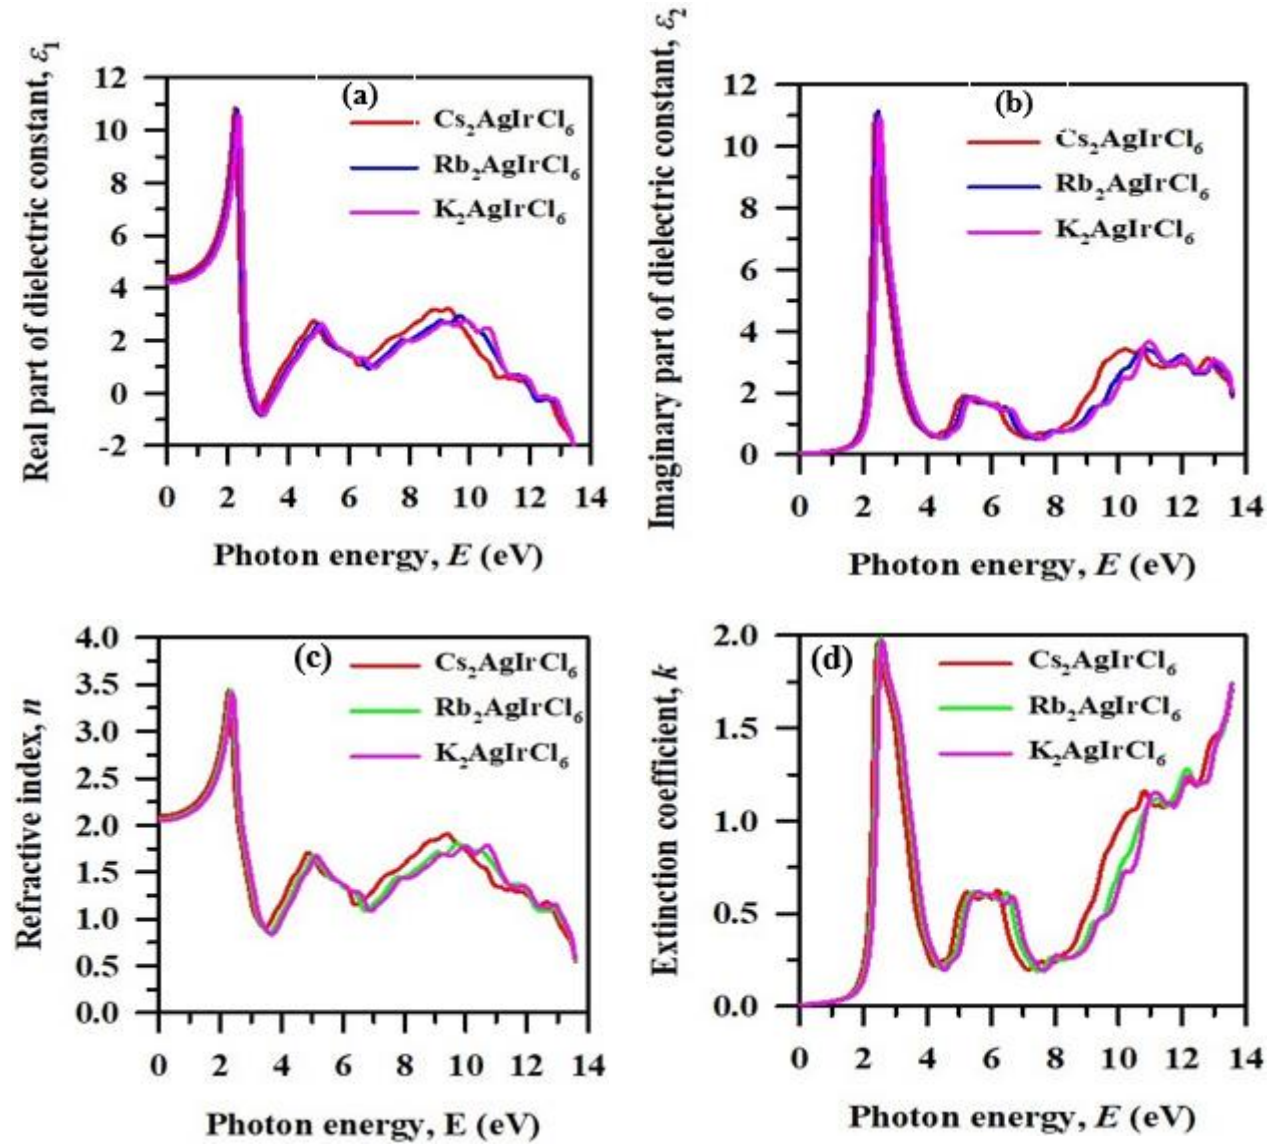 Real part of dielectric constant, ε₁
12
10
8
6
4
2
0
-2
(a)
Cs₂AgIrCl₆
Rb₂AgIrCl₆
K₂AgIrCl₆
0 2 4 6 8 10 12 14
Photon energy, E (eV)
Imaginary part of dielectric constant, ε₂
12
10
8
6
4
2
0
(b)
Cs₂AgIrCl₆
Rb₂AgIrCl₆
K₂AgIrCl₆
0 2 4 6 8 10 12 14
Photon energy, E (eV)
Refractive index, n
4.0
3.5
3.0
2.5
2.0
1.5
1.0
0.5
0.0
(c)
Cs₂AgIrCl₆
Rb₂AgIrCl₆
K₂AgIrCl₆
0 2 4 6 8 10 12 14
Photon energy, E (eV)
Extinction coefficient, k
2.0
1.5
1.0
0.5
0.0
(d)
Cs₂AgIrCl₆
Rb₂AgIrCl₆
K₂AgIrCl₆
0 2 4 6 8 10 12 14
Photon energy, E (eV)